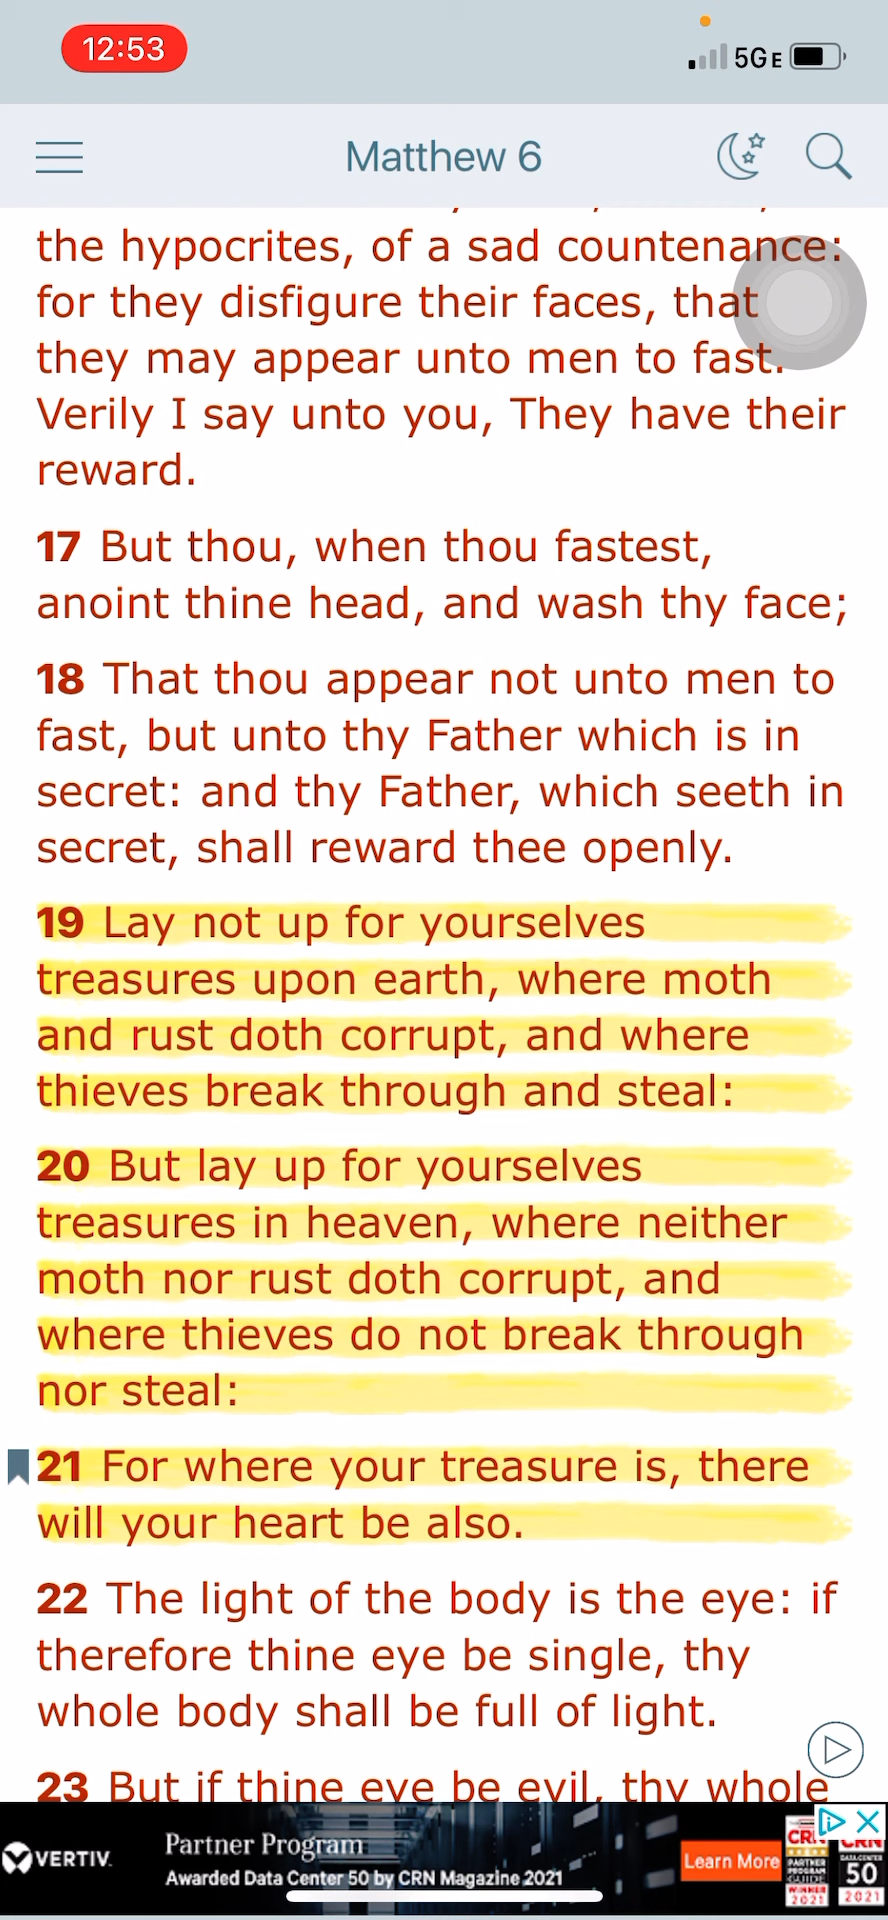 12:53
5GE
Matthew 6
the hypocrites, of a sad countenance:
for they disfigure their faces, that
they may appear unto men to fast.
Verily I say unto you, They have their
reward.
17 But thou, when thou fastest,
anoint thine head, and wash thy face;
18 That thou appear not unto men to
fast, but unto thy Father which is in
secret: and thy Father, which seeth in
secret, shall reward thee openly.
19 Lay not up for yourselves
treasures upon earth, where moth
and rust doth corrupt, and where
thieves break through and steal:
20 But lay up for yourselves
treasures in heaven, where neither
moth nor rust doth corrupt, and
where thieves do not break through
nor steal:
21 For where your treasure is, there
will your heart be also.
22 The light of the body is the eye: if
therefore thine eye be single, thy
whole body shall be full of light.
23 But if thine eye be evil, thy whole
VERTIV.
Partner Program
Awarded Data Center 50 by CRN Magazine 2021
Learn More
PARTNER
PROGRAM
GUIDE
WINNER
2021
CRN
DATA CENTER
50
2021